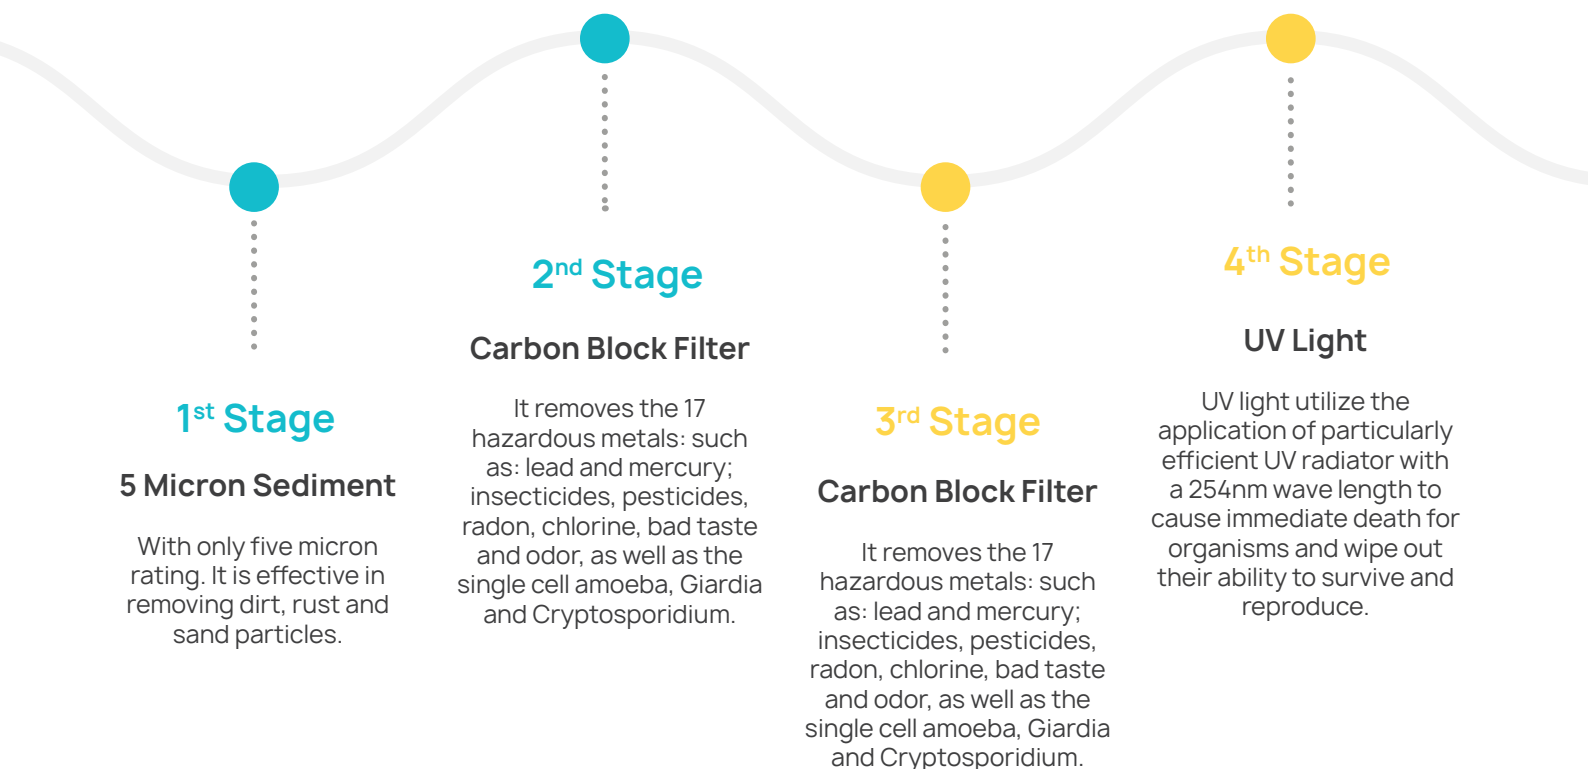 1st Stage
5 Micron Sediment
With only five micron
rating. It is effective in
removing dirt, rust and
sand particles.
2nd Stage
Carbon Block Filter
It removes the 17
hazardous metals: such
as: lead and mercury;
insecticides, pesticides,
radon, chlorine, bad taste
and odor, as well as the
single cell amoeba, Giardia
and Cryptosporidium.
3rd Stage
Carbon Block Filter
It removes the 17
hazardous metals: such
as: lead and mercury;
insecticides, pesticides,
radon, chlorine, bad taste
and odor, as well as the
single cell amoeba, Giardia
and Cryptosporidium.
4th Stage
UV Light
UV light utilize the
application of particularly
efficient UV radiator with
a 254nm wave length to
cause immediate death for
organisms and wipe out
their ability to survive and
reproduce.